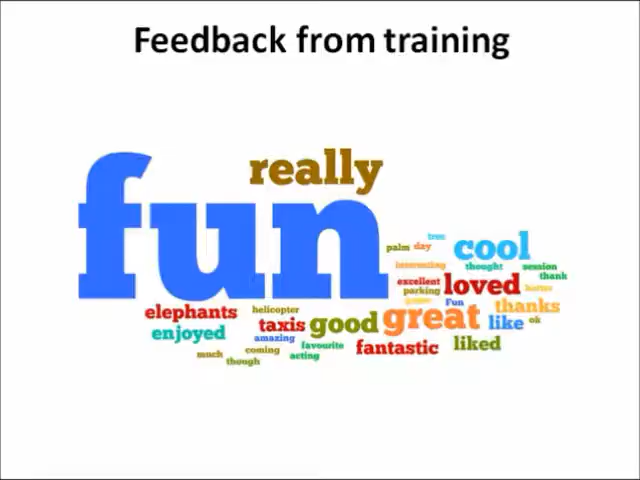 Feedback from training
really
fun
tree
palm day
cool
interesting thought session
excellent loved thank
parking
Fun thanks
elephants helicopter
enjoyed taxis good great like ok
amazing
much coming favourite fantastic liked
though acting